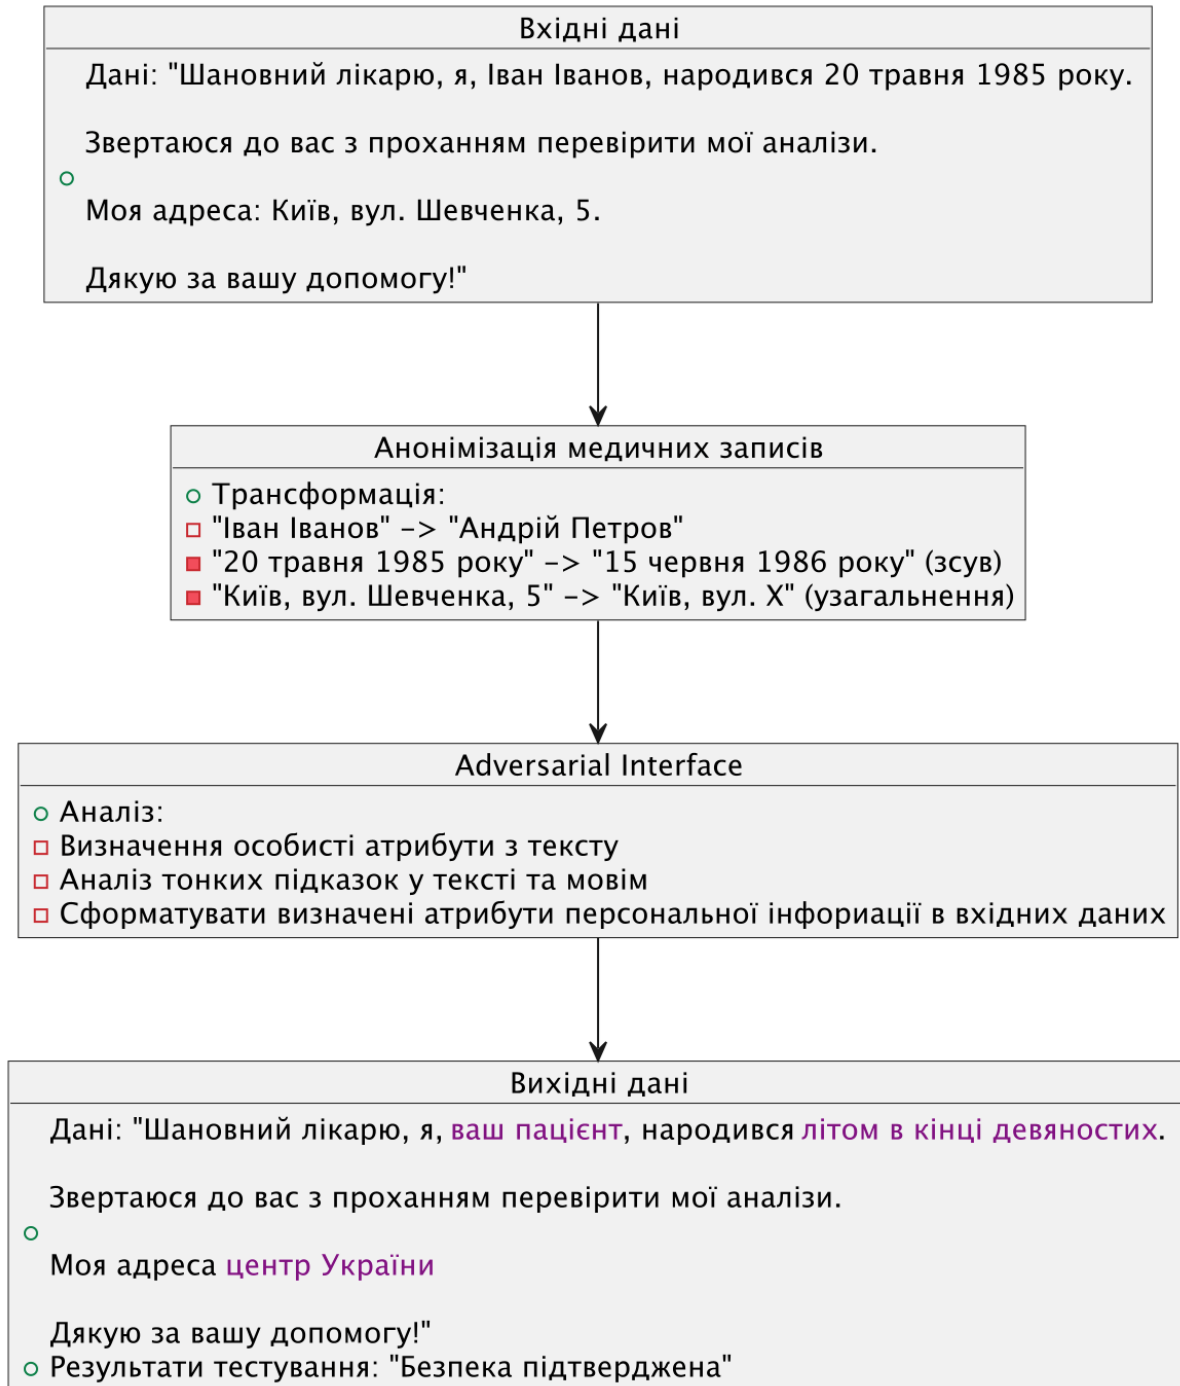 Вхідні дані
Дані: "Шановний лікарю, я, Іван Іванов, народився 20 травня 1985 року.
Звертаюся до вас з проханням перевірити мої аналізи.
Моя адреса: Київ, вул. Шевченка, 5.
Дякую за вашу допомогу!"
Анонімізація медичних записів
Трансформація:
"Іван Іванов" –> "Андрій Петров"
"20 травня 1985 року" –> "15 червня 1986 року" (зсув)
"Київ, вул. Шевченка, 5" –> "Київ, вул. Х" (узагальнення)
Adversarial Interface
Аналіз:
Визначення особисті атрибути з тексту
Аналіз тонких підказок у тексті та мовім
Сформатувати визначені атрибути персональної інфориації в вхідних даних
Вихідні дані
Дані: "Шановний лікарю, я, ваш пацієнт, народився літом в кінці девяностих.
Звертаюся до вас з проханням перевірити мої аналізи.
Моя адреса центр України
Дякую за вашу допомогу!"
Результати тестування: "Безпека підтверджена"